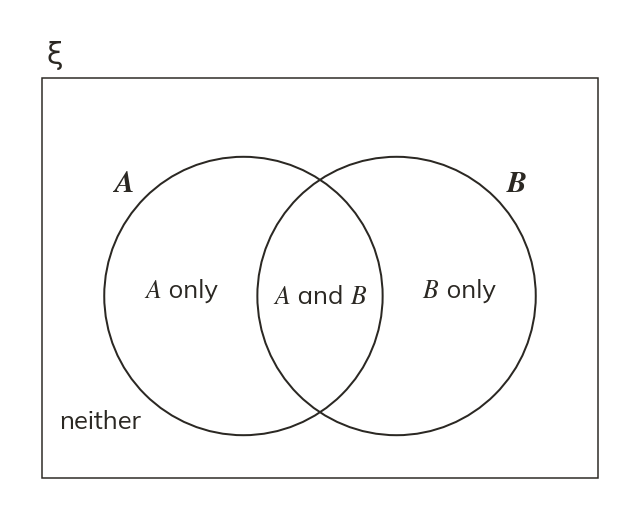 ξ
A
B
A only
A and B
B only
neither